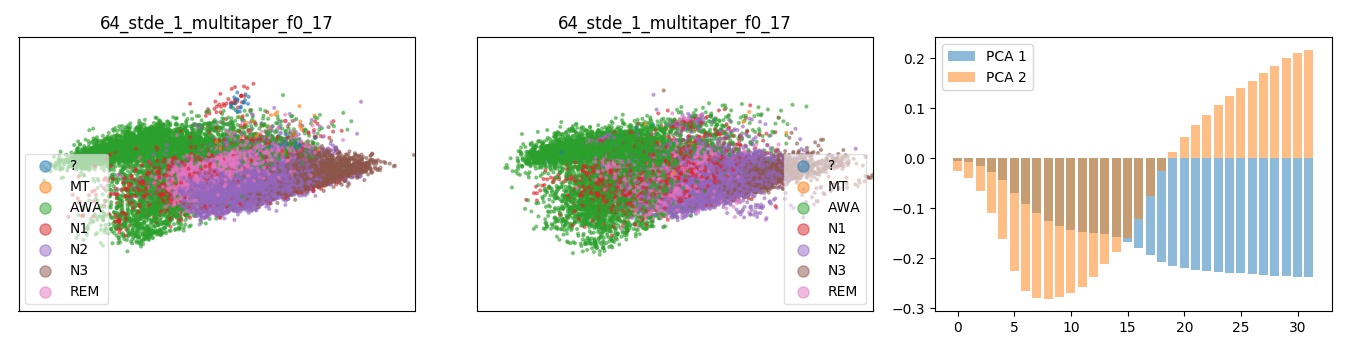 64_stde_1_multitaper_f0_17
?
MT
AWA
N1
N2
N3
REM
64_stde_1_multitaper_f0_17
?
MT
AWA
N1
N2
N3
REM
PCA 1
PCA 2
0.2
0.1
0.0
−0.1
−0.2
−0.3
0 5 10 15 20 25 30